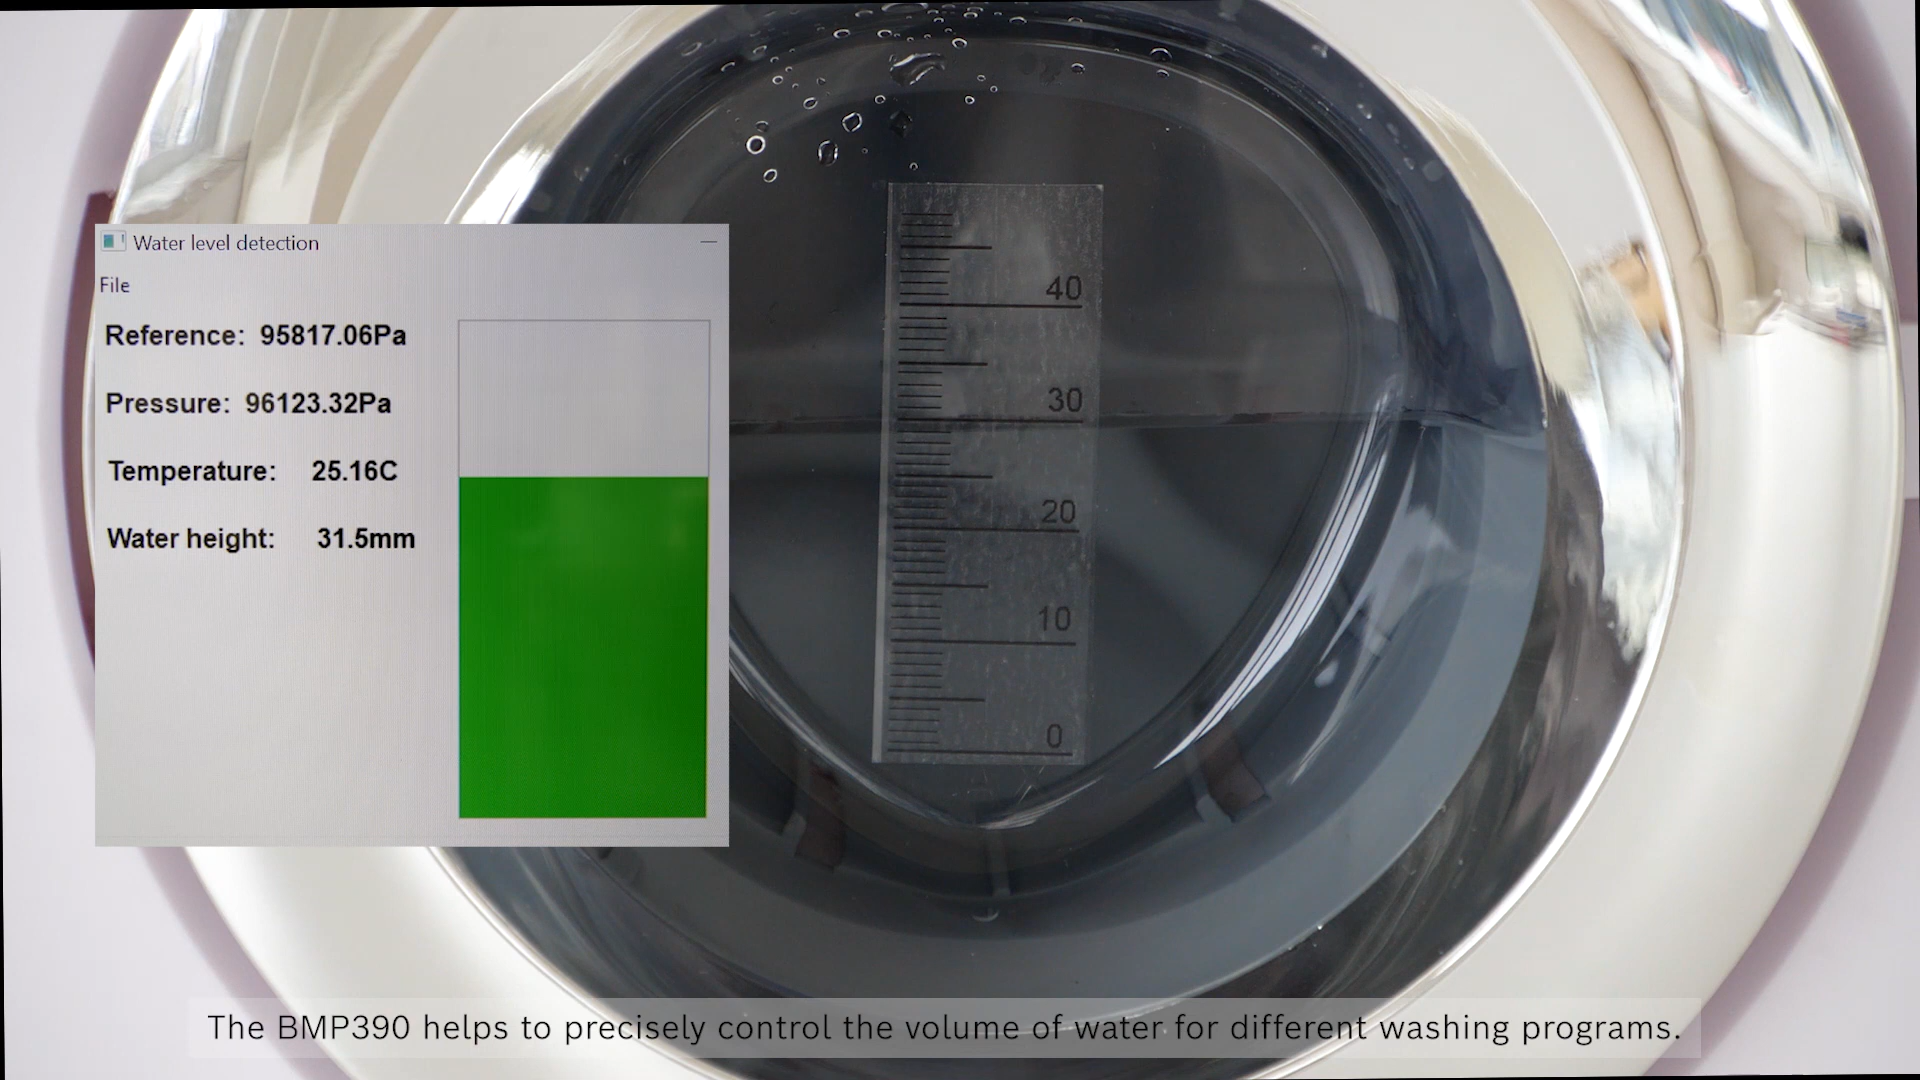 Water level detection
File
Reference: 95817.06Pa
Pressure: 96123.32Pa
Temperature: 25.16C
Water height: 31.5mm
40
30
20
10
0
The BMP390 helps to precisely control the volume of water for different washing programs.